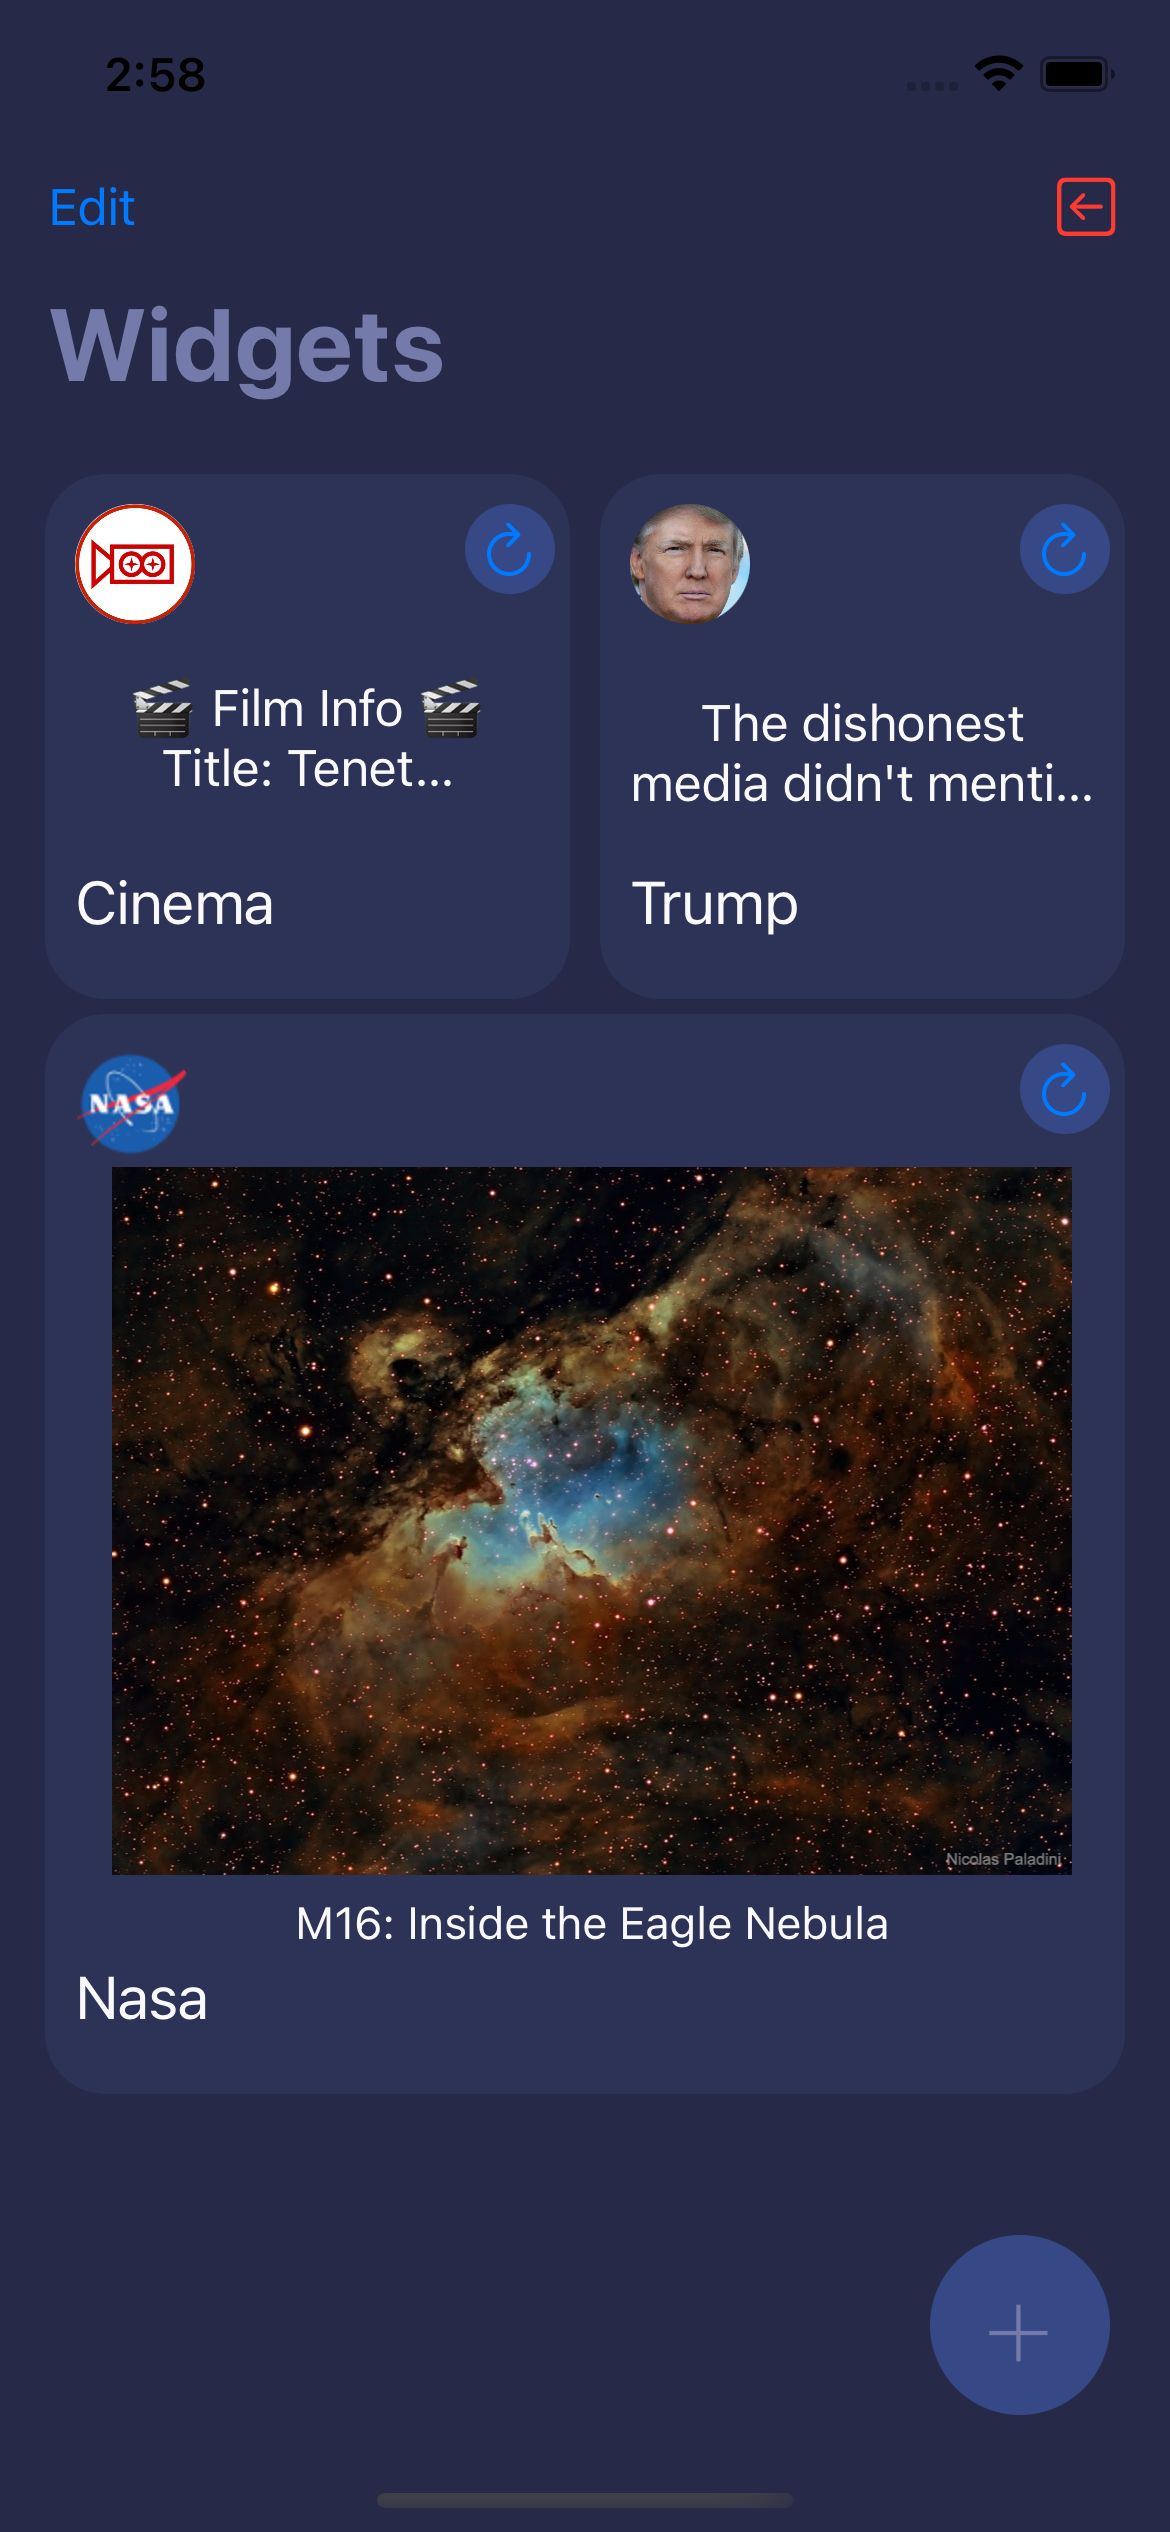 2:58
Edit
Widgets
🎬 Film Info 🎬
Title: Tenet...
Cinema
The dishonest
media didn't menti...
Trump
NASA
Nicolas Paladini
M16: Inside the Eagle Nebula
Nasa